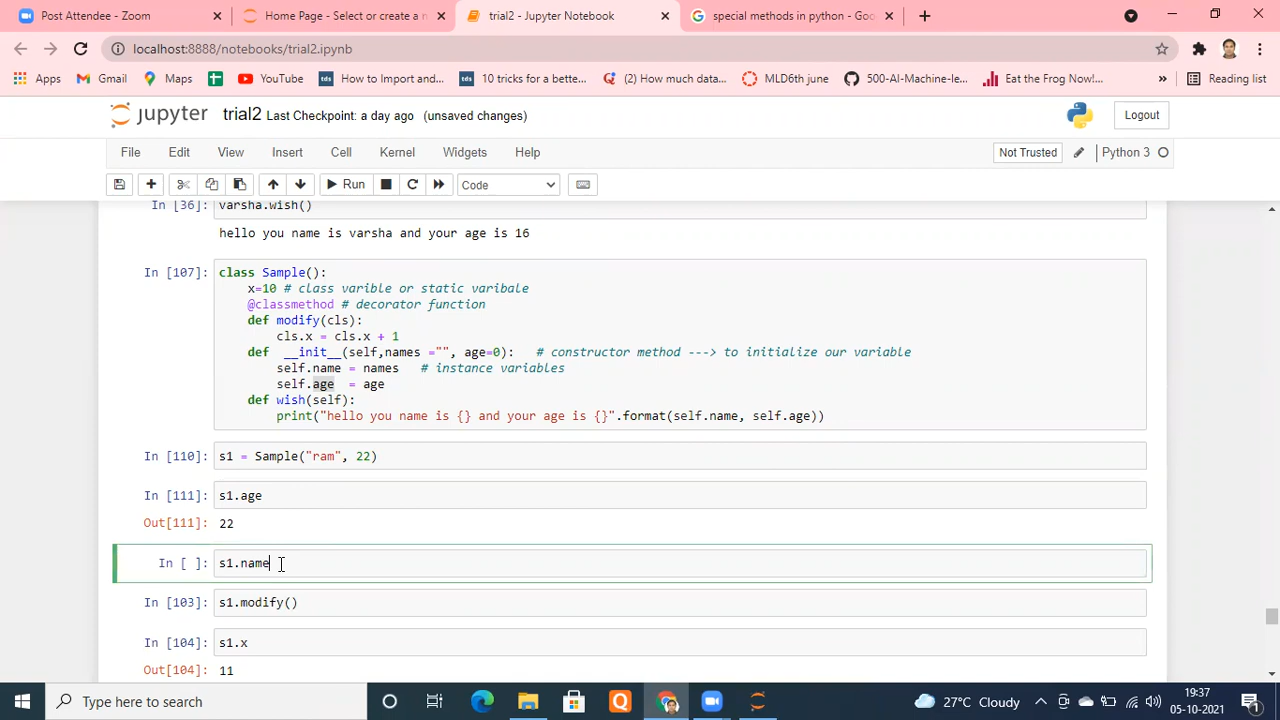 Post Attendee - Zoom
Home Page - Select or create a n
trial2 - Jupyter Notebook
special methods in python - Goo
localhost:8888/notebooks/trial2.ipynb
Apps
Gmail
Maps
YouTube
How to Import and...
10 tricks for a bette...
(2) How much data...
MLD6th june
500-AI-Machine-le...
Eat the Frog Now!...
»
Reading list
jupyter
trial2 Last Checkpoint: a day ago (unsaved changes)
Logout
File Edit View Insert Cell Kernel Widgets Help
Not Trusted
Python 3
Run
Code
In [36]: varsha.wish()
hello you name is varsha and your age is 16
In [107]: class Sample():
x=10 # class varible or static varibale
@classmethod # decorator function
def modify(cls):
cls.x = cls.x + 1
def __init__(self,names ="", age=0): # constructor method ---> to initialize our variable
self.name = names # instance variables
self.age = age
def wish(self):
print("hello you name is {} and your age is {}".format(self.name, self.age))
In [110]: s1 = Sample("ram", 22)
In [111]: s1.age
Out[111]: 22
In [ ]: s1.name
In [103]: s1.modify()
In [104]: s1.x
Out[104]: 11
Type here to search
27°C Cloudy
19:37
05-10-2021
1